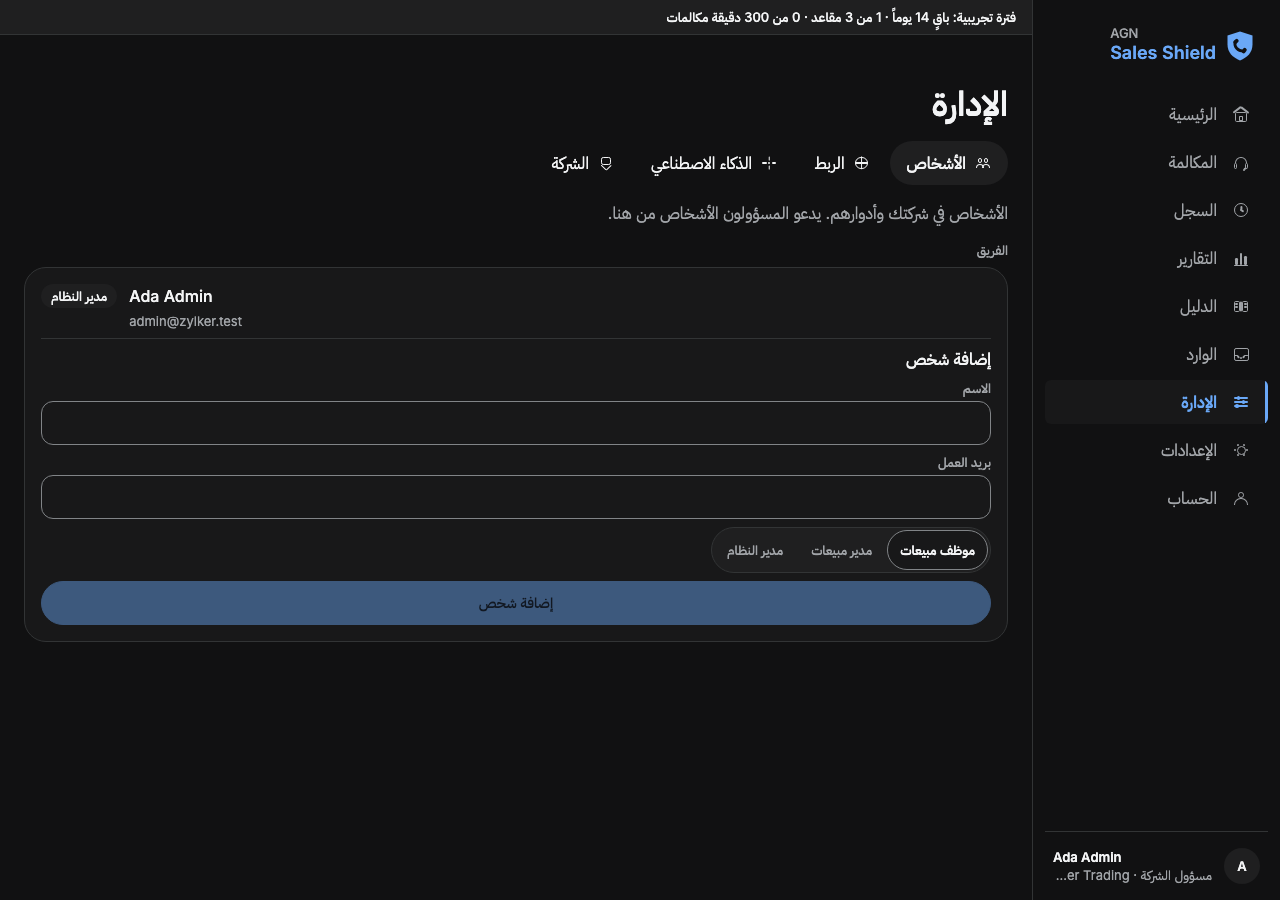 فترة تجريبية: باقٍ 14 يوماً · 1 من 3 مقاعد · 0 من 300 دقيقة مكالمات
AGN
Sales Shield
الرئيسية
المكالمة
السجل
التقارير
الدليل
الوارد
الإدارة
الإعدادات
الحساب
الإدارة
الأشخاص
الربط
الذكاء الاصطناعي
الشركة
الأشخاص في شركتك وأدوارهم. يدعو المسؤولون الأشخاص من هنا.
الفريق
Ada Admin
مدير النظام
admin@zylker.test
إضافة شخص
الاسم
بريد العمل
موظف مبيعات
مدير مبيعات
مدير النظام
إضافة شخص
A
Ada Admin
مسؤول الشركة · er Trading...